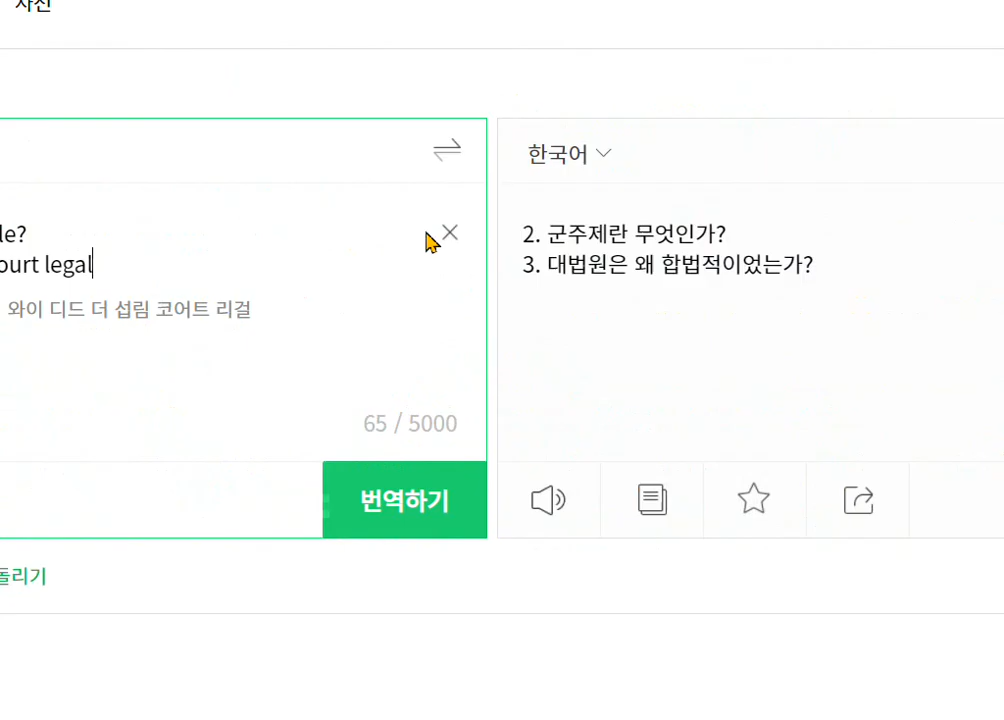 사전
한국어
le?
ourt legal
와이 디드 더 섭림 코어트 리걸
65 / 5000
번역하기
돌리기
2. 군주제란 무엇인가?
3. 대법원은 왜 합법적이었는가?